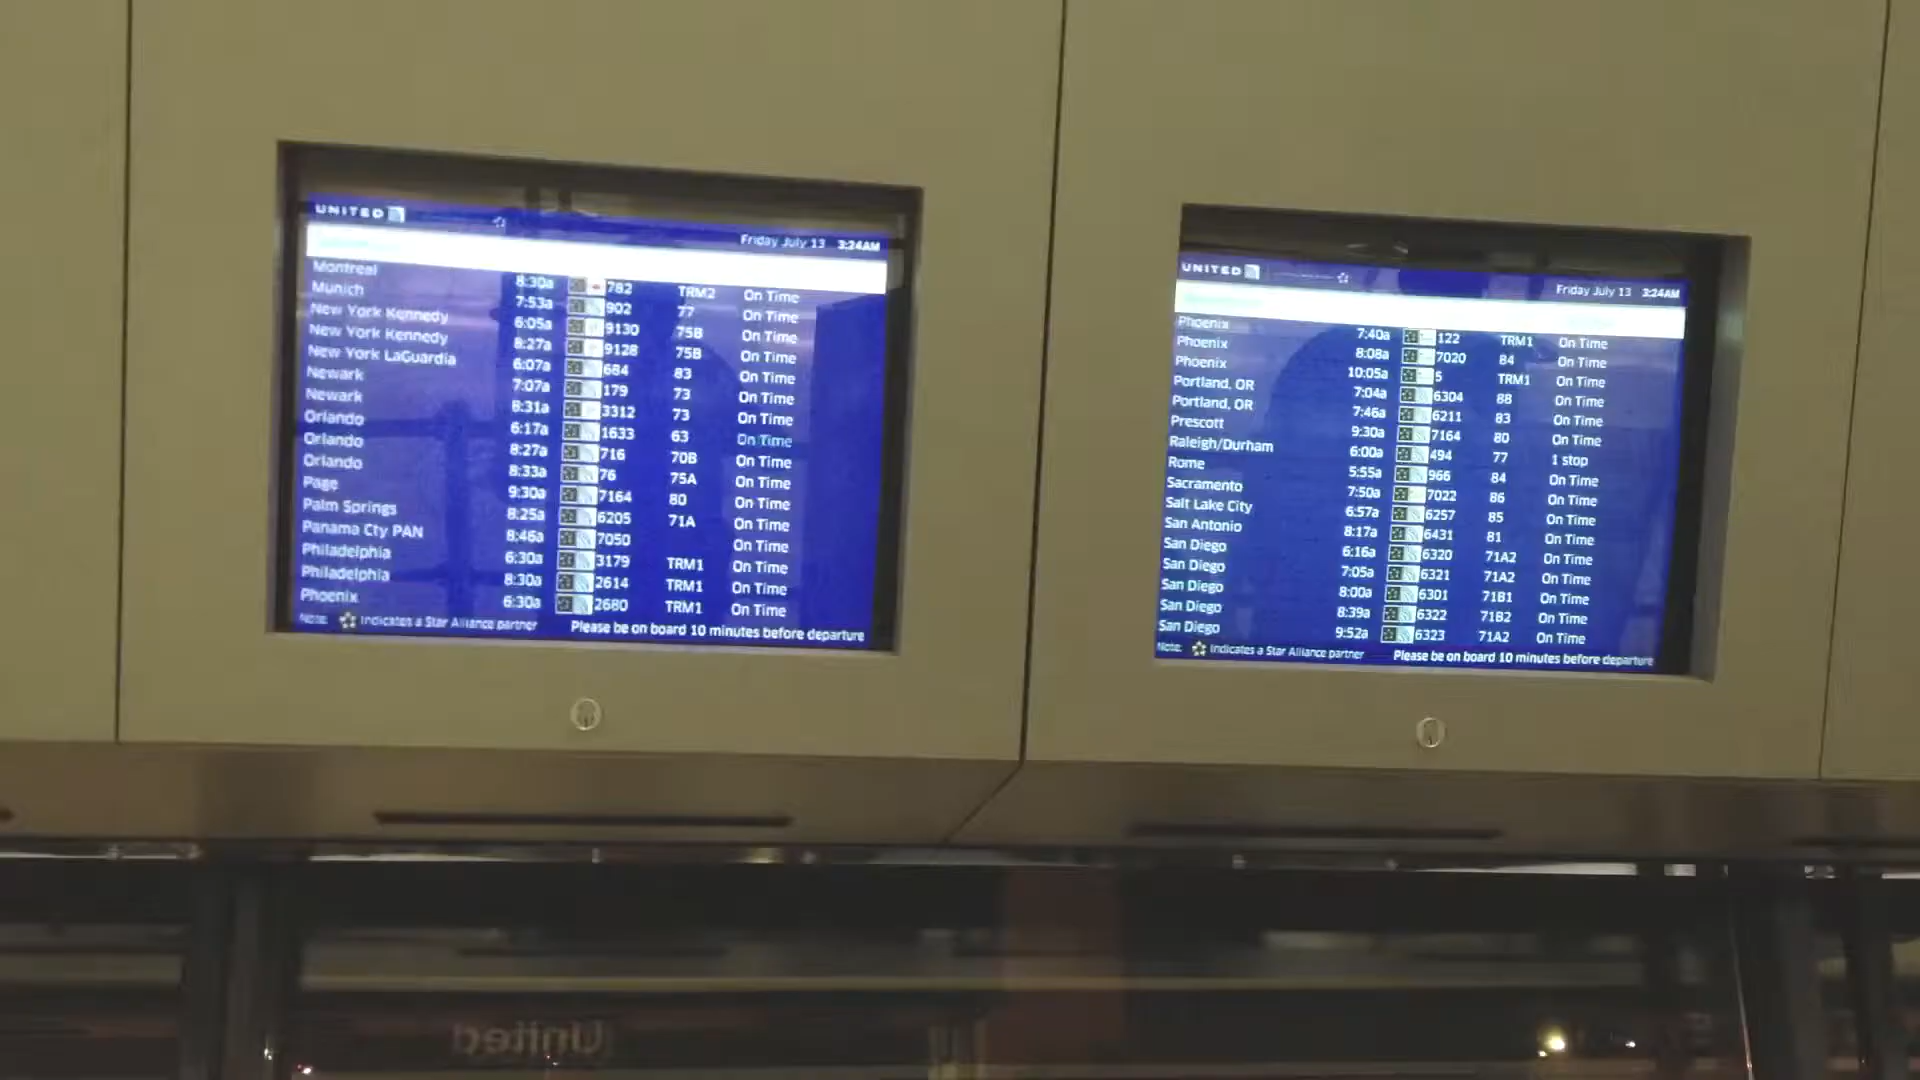 UNITED
Friday July 13 3:24AM
Montreal 8:30a 782 TRM2 On Time
Munich 7:53a 902 77 On Time
New York Kennedy 6:05a 9130 75B On Time
New York Kennedy 8:27a 9128 75B On Time
New York LaGuardia 6:07a 684 83 On Time
Newark 7:07a 179 73 On Time
Newark 8:31a 3312 73 On Time
Orlando 6:17a 1633 63 On Time
Orlando 8:27a 716 70B On Time
Orlando 8:33a 76 75A On Time
Page 9:30a 7164 80 On Time
Palm Springs 8:25a 6205 71A On Time
Panama Cty PAN 8:46a 7050 On Time
Philadelphia 6:30a 3179 TRM1 On Time
Philadelphia 8:30a 2614 TRM1 On Time
Phoenix 6:30a 2680 TRM1 On Time
Note: Indicates a Star Alliance partner Please be on board 10 minutes before departure
UNITED
Friday July 13 3:24AM
Phoenix 7:40a 122 TRM1 On Time
Phoenix 8:08a 7020 84 On Time
Phoenix 10:05a 5 TRM1 On Time
Portland, OR 7:04a 6304 88 On Time
Portland, OR 7:46a 6211 83 On Time
Prescott 9:30a 7164 80 On Time
Raleigh/Durham 6:00a 494 77 1 stop
Rome 5:55a 966 84 On Time
Sacramento 7:50a 7022 86 On Time
Salt Lake City 6:57a 6257 85 On Time
San Antonio 8:17a 6431 81 On Time
San Diego 6:16a 6320 71A2 On Time
San Diego 7:05a 6321 71A2 On Time
San Diego 8:00a 6301 71B1 On Time
San Diego 8:39a 6322 71B2 On Time
San Diego 9:52a 6323 71A2 On Time
Note: Indicates a Star Alliance partner Please be on board 10 minutes before departure
United